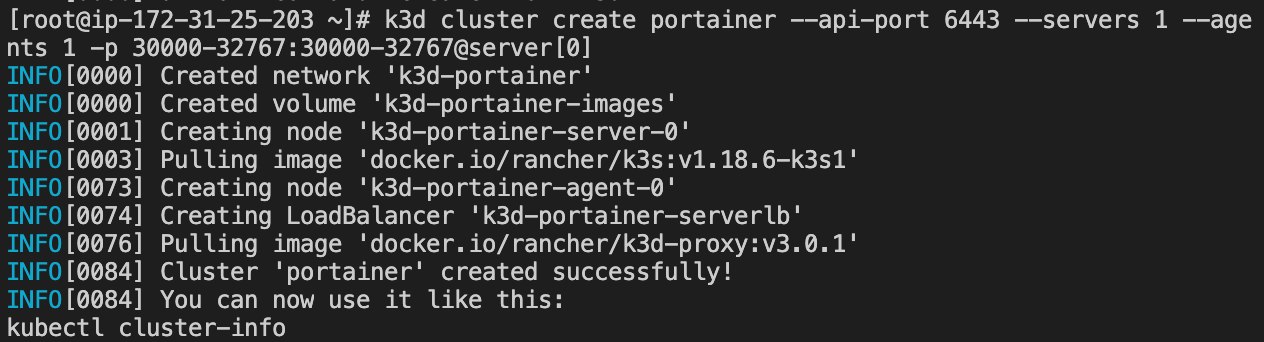 [root@ip-172-31-25-203 ~]# k3d cluster create portainer --api-port 6443 --servers 1 --age
nts 1 -p 30000-32767:30000-32767@server[0]
INFO[0000] Created network 'k3d-portainer'
INFO[0000] Created volume 'k3d-portainer-images'
INFO[0001] Creating node 'k3d-portainer-server-0'
INFO[0003] Pulling image 'docker.io/rancher/k3s:v1.18.6-k3s1'
INFO[0073] Creating node 'k3d-portainer-agent-0'
INFO[0074] Creating LoadBalancer 'k3d-portainer-serverlb'
INFO[0076] Pulling image 'docker.io/rancher/k3d-proxy:v3.0.1'
INFO[0084] Cluster 'portainer' created successfully!
INFO[0084] You can now use it like this:
kubectl cluster-info